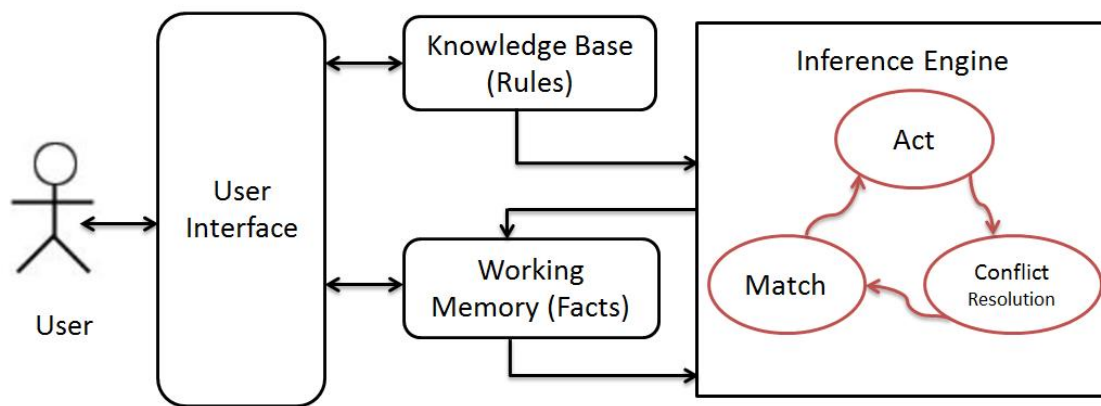 User
User
Interface
Knowledge Base
(Rules)
Working
Memory (Facts)
Inference Engine
Act
Match
Conflict
Resolution